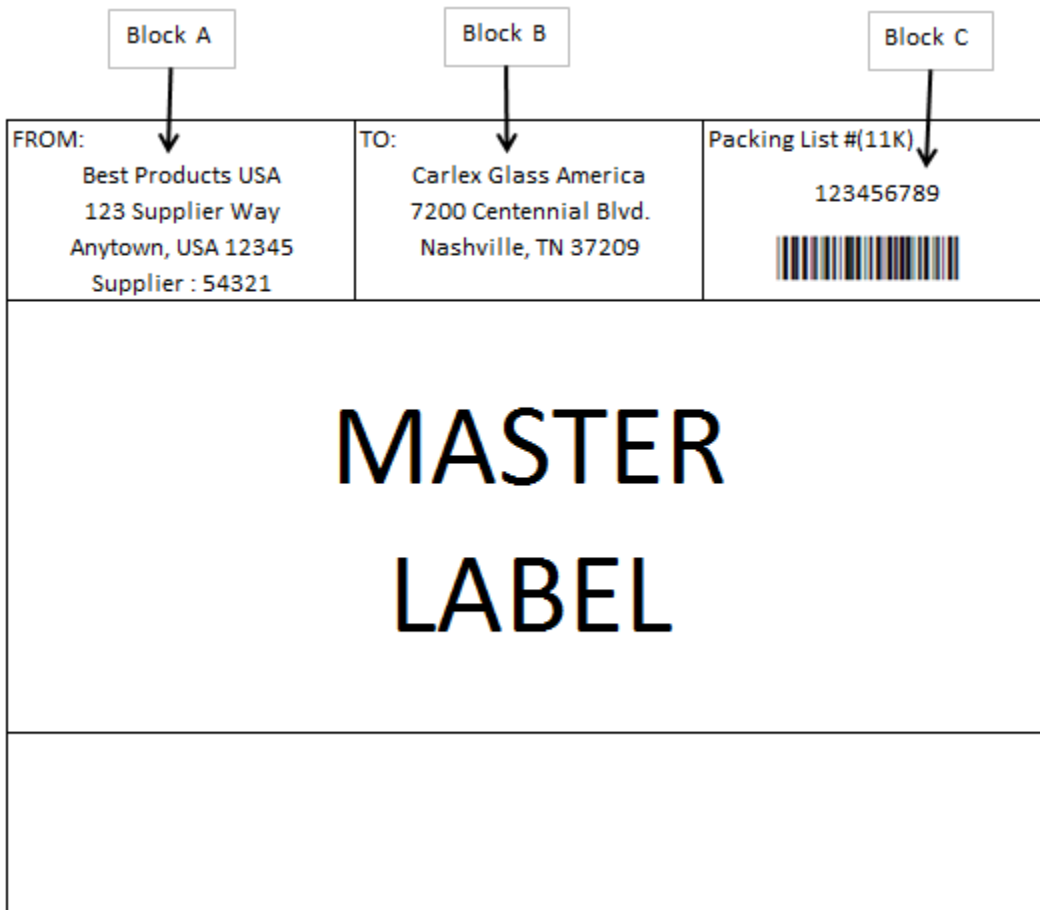 Block A
Block B
Block C
FROM:
Best Products USA
123 Supplier Way
Anytown, USA 12345
Supplier : 54321
TO:
Carlex Glass America
7200 Centennial Blvd.
Nashville, TN 37209
Packing List #(11K)
123456789
MASTER
LABEL